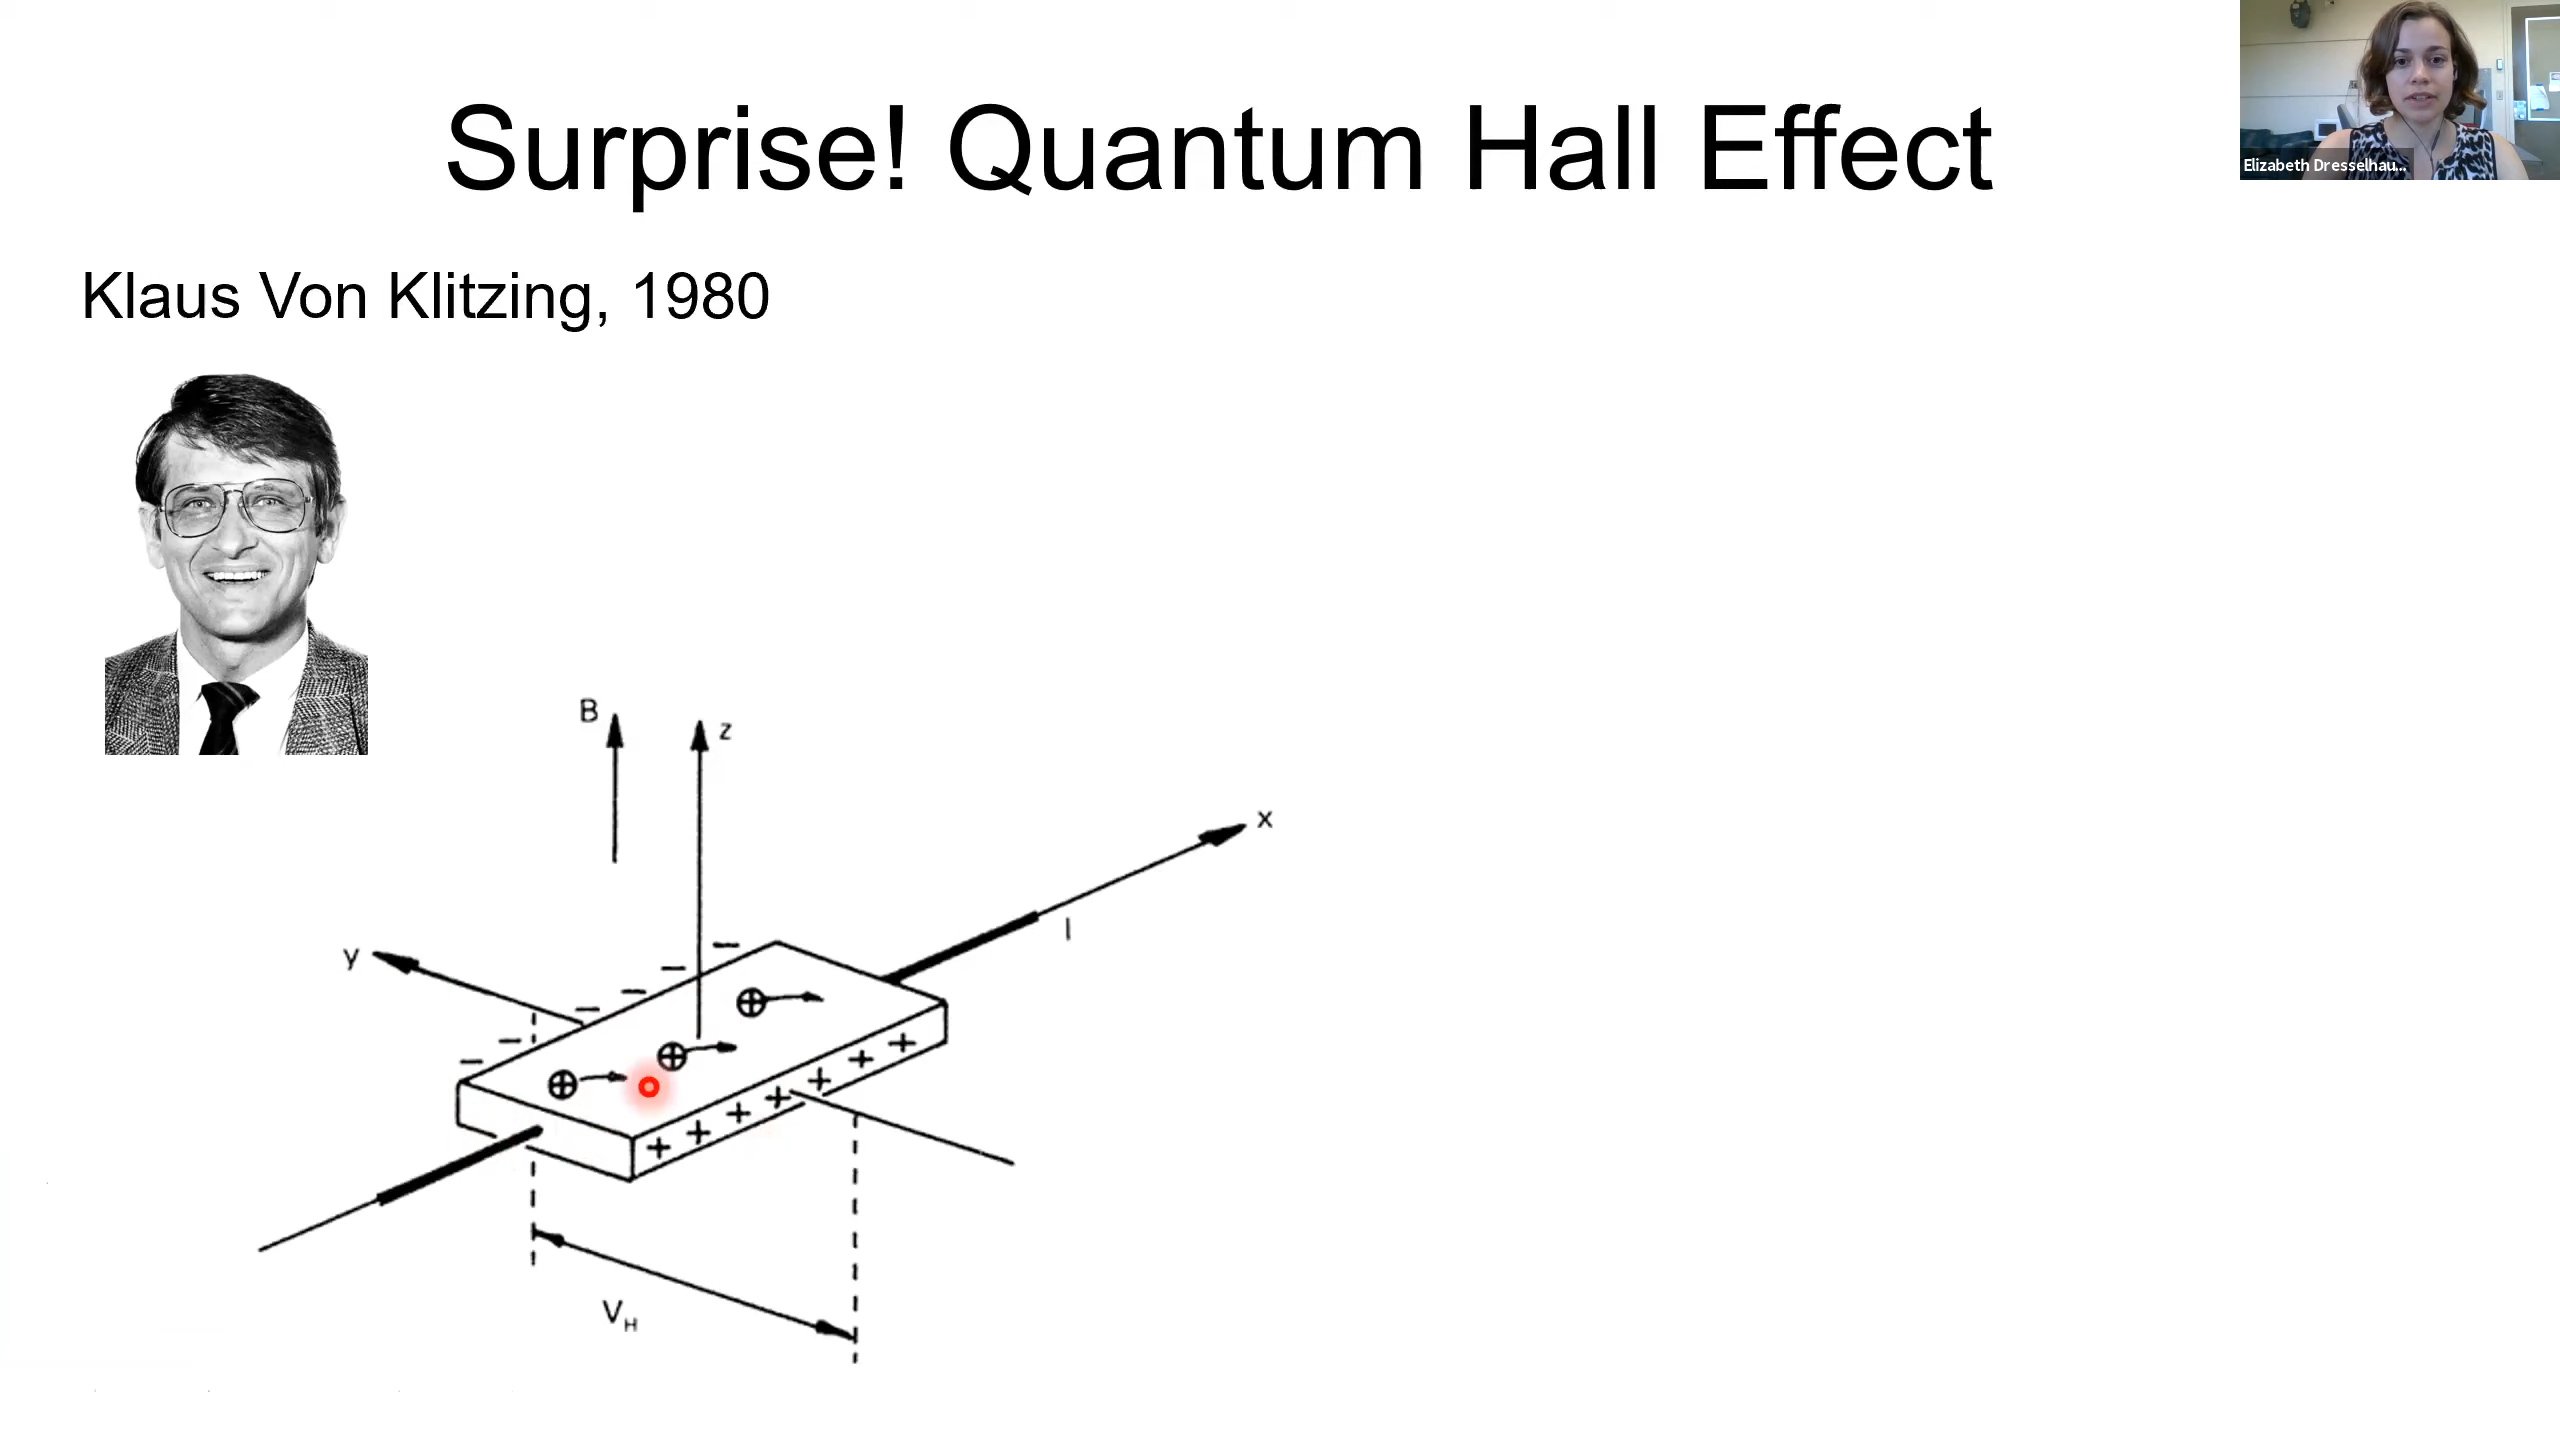 Surprise! Quantum Hall Effect
Elizabeth Dresselhau...
Klaus Von Klitzing, 1980
B
z
x
I
y
V_H